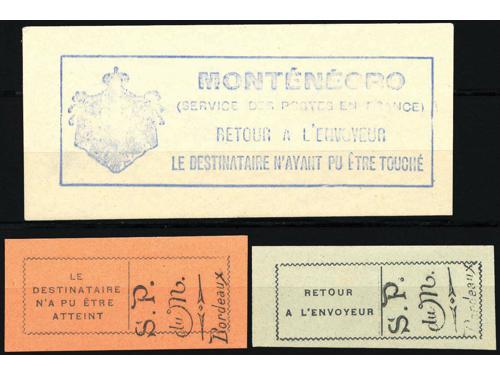 MONTÉNÉGRO
(SERVICE DES POSTES EN FRANCE)
RETOUR A L'ENVOYEUR
LE DESTINATAIRE N'AYANT PU ÊTRE TOUCHÉ
LE
DESTINATAIRE
N'A PU ÊTRE
ATTEINT
S. P.
du M.
Bordeaux
RETOUR
A L'ENVOYEUR
S. P.
du M.
Bordeaux